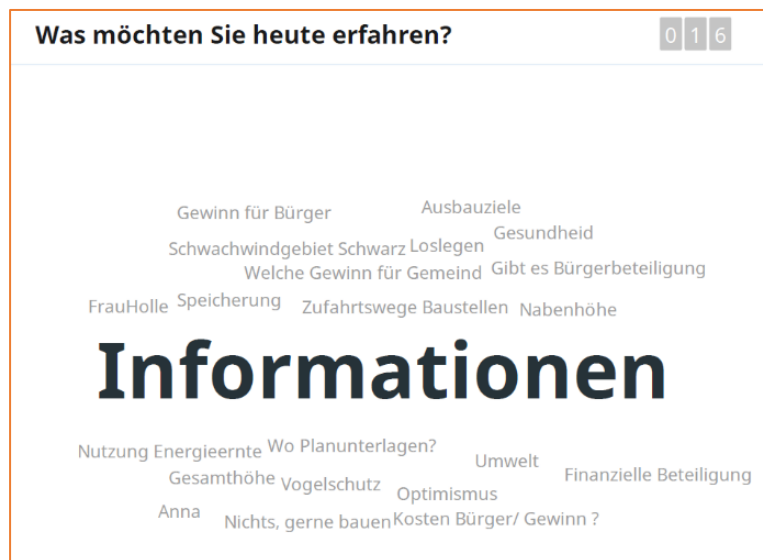 Was möchten Sie heute erfahren?
0 1 6
Gewinn für Bürger
Ausbauziele
Gesundheid
Schwachwindgebiet Schwarz
Loslegen
Welche Gewinn für Gemeind
Gibt es Bürgerbeteiligung
FrauHolle
Speicherung
Zufahrtswege Baustellen
Nabenhöhe
Informationen
Nutzung Energieernte
Wo Planunterlagen?
Umwelt
Gesamthöhe
Vogelschutz
Finanzielle Beteiligung
Optimismus
Anna
Nichts, gerne bauen
Kosten Bürger/ Gewinn ?